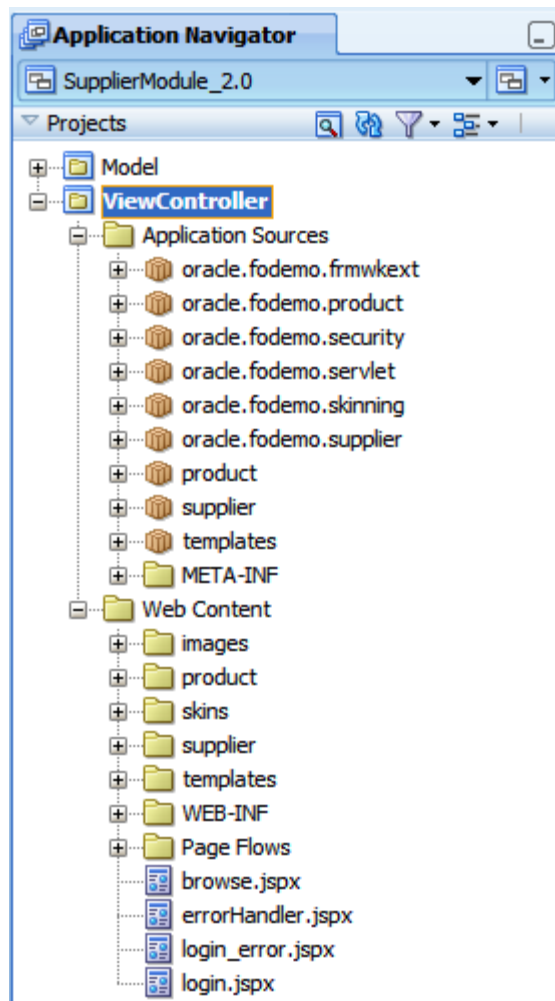 Application Navigator
SupplierModule_2.0
Projects
Model
ViewController
Application Sources
oracle.fodemo.frmwkext
oracle.fodemo.product
oracle.fodemo.security
oracle.fodemo.servlet
oracle.fodemo.skinning
oracle.fodemo.supplier
product
supplier
templates
META-INF
Web Content
images
product
skins
supplier
templates
WEB-INF
Page Flows
browse.jspx
errorHandler.jspx
login_error.jspx
login.jspx